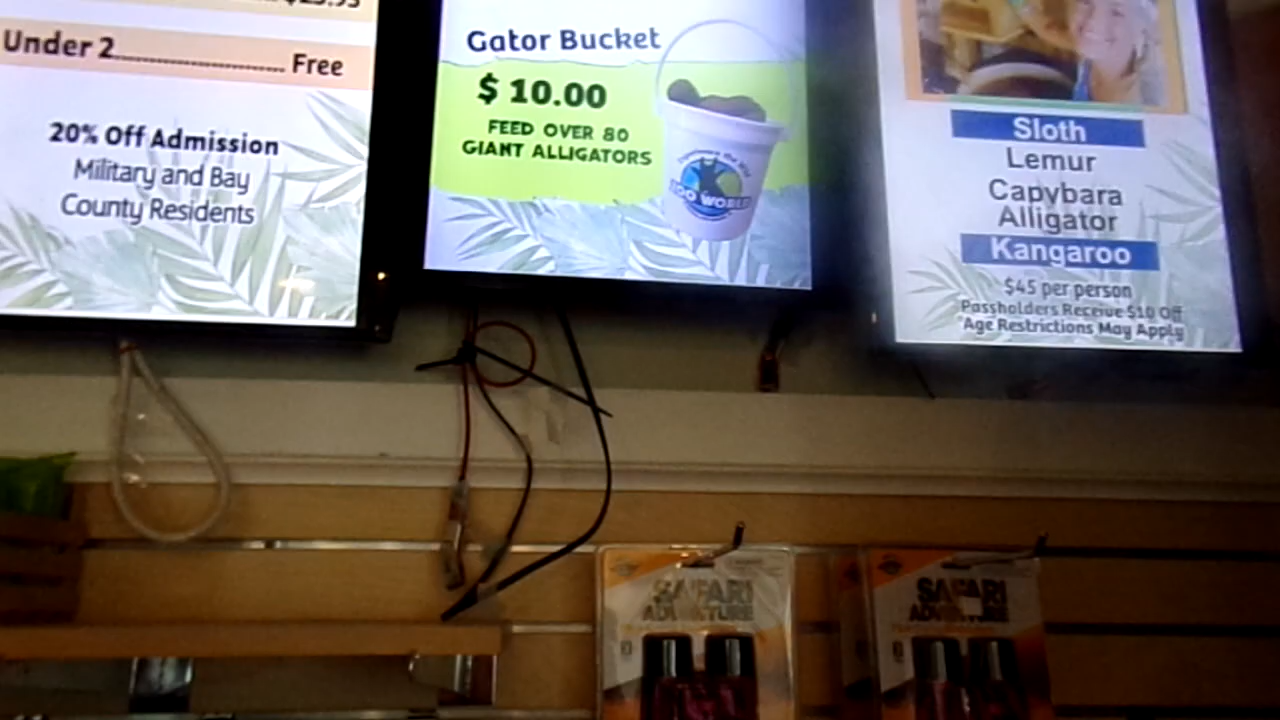 Under 2............................ Free
20% Off Admission
Military and Bay
County Residents
Gator Bucket
$ 10.00
FEED OVER 80
GIANT ALLIGATORS
ZOO WORLD
Sloth
Lemur
Capybara
Alligator
Kangaroo
$45 per person
Passholders Receive $10 Off
Age Restrictions May Apply
SAFARI
ADVENTURE
SAFARI
ADVENTURE